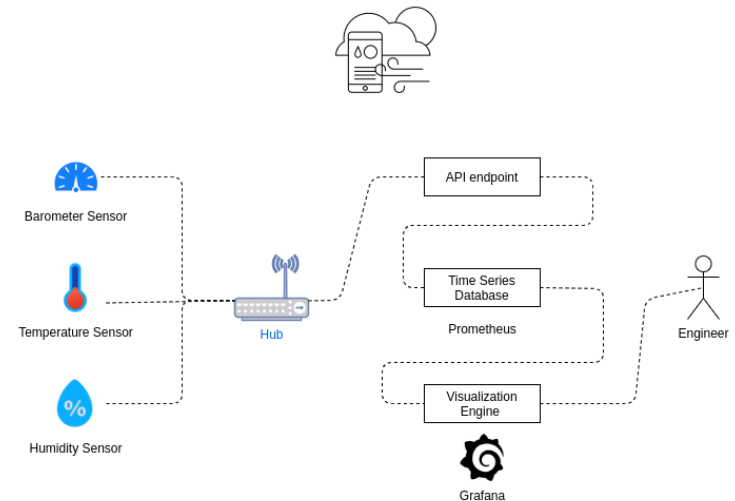 API endpoint
Barometer Sensor
Time Series
Database
Temperature Sensor
Hub
Prometheus
Engineer
Visualization
Engine
%
Humidity Sensor
Grafana